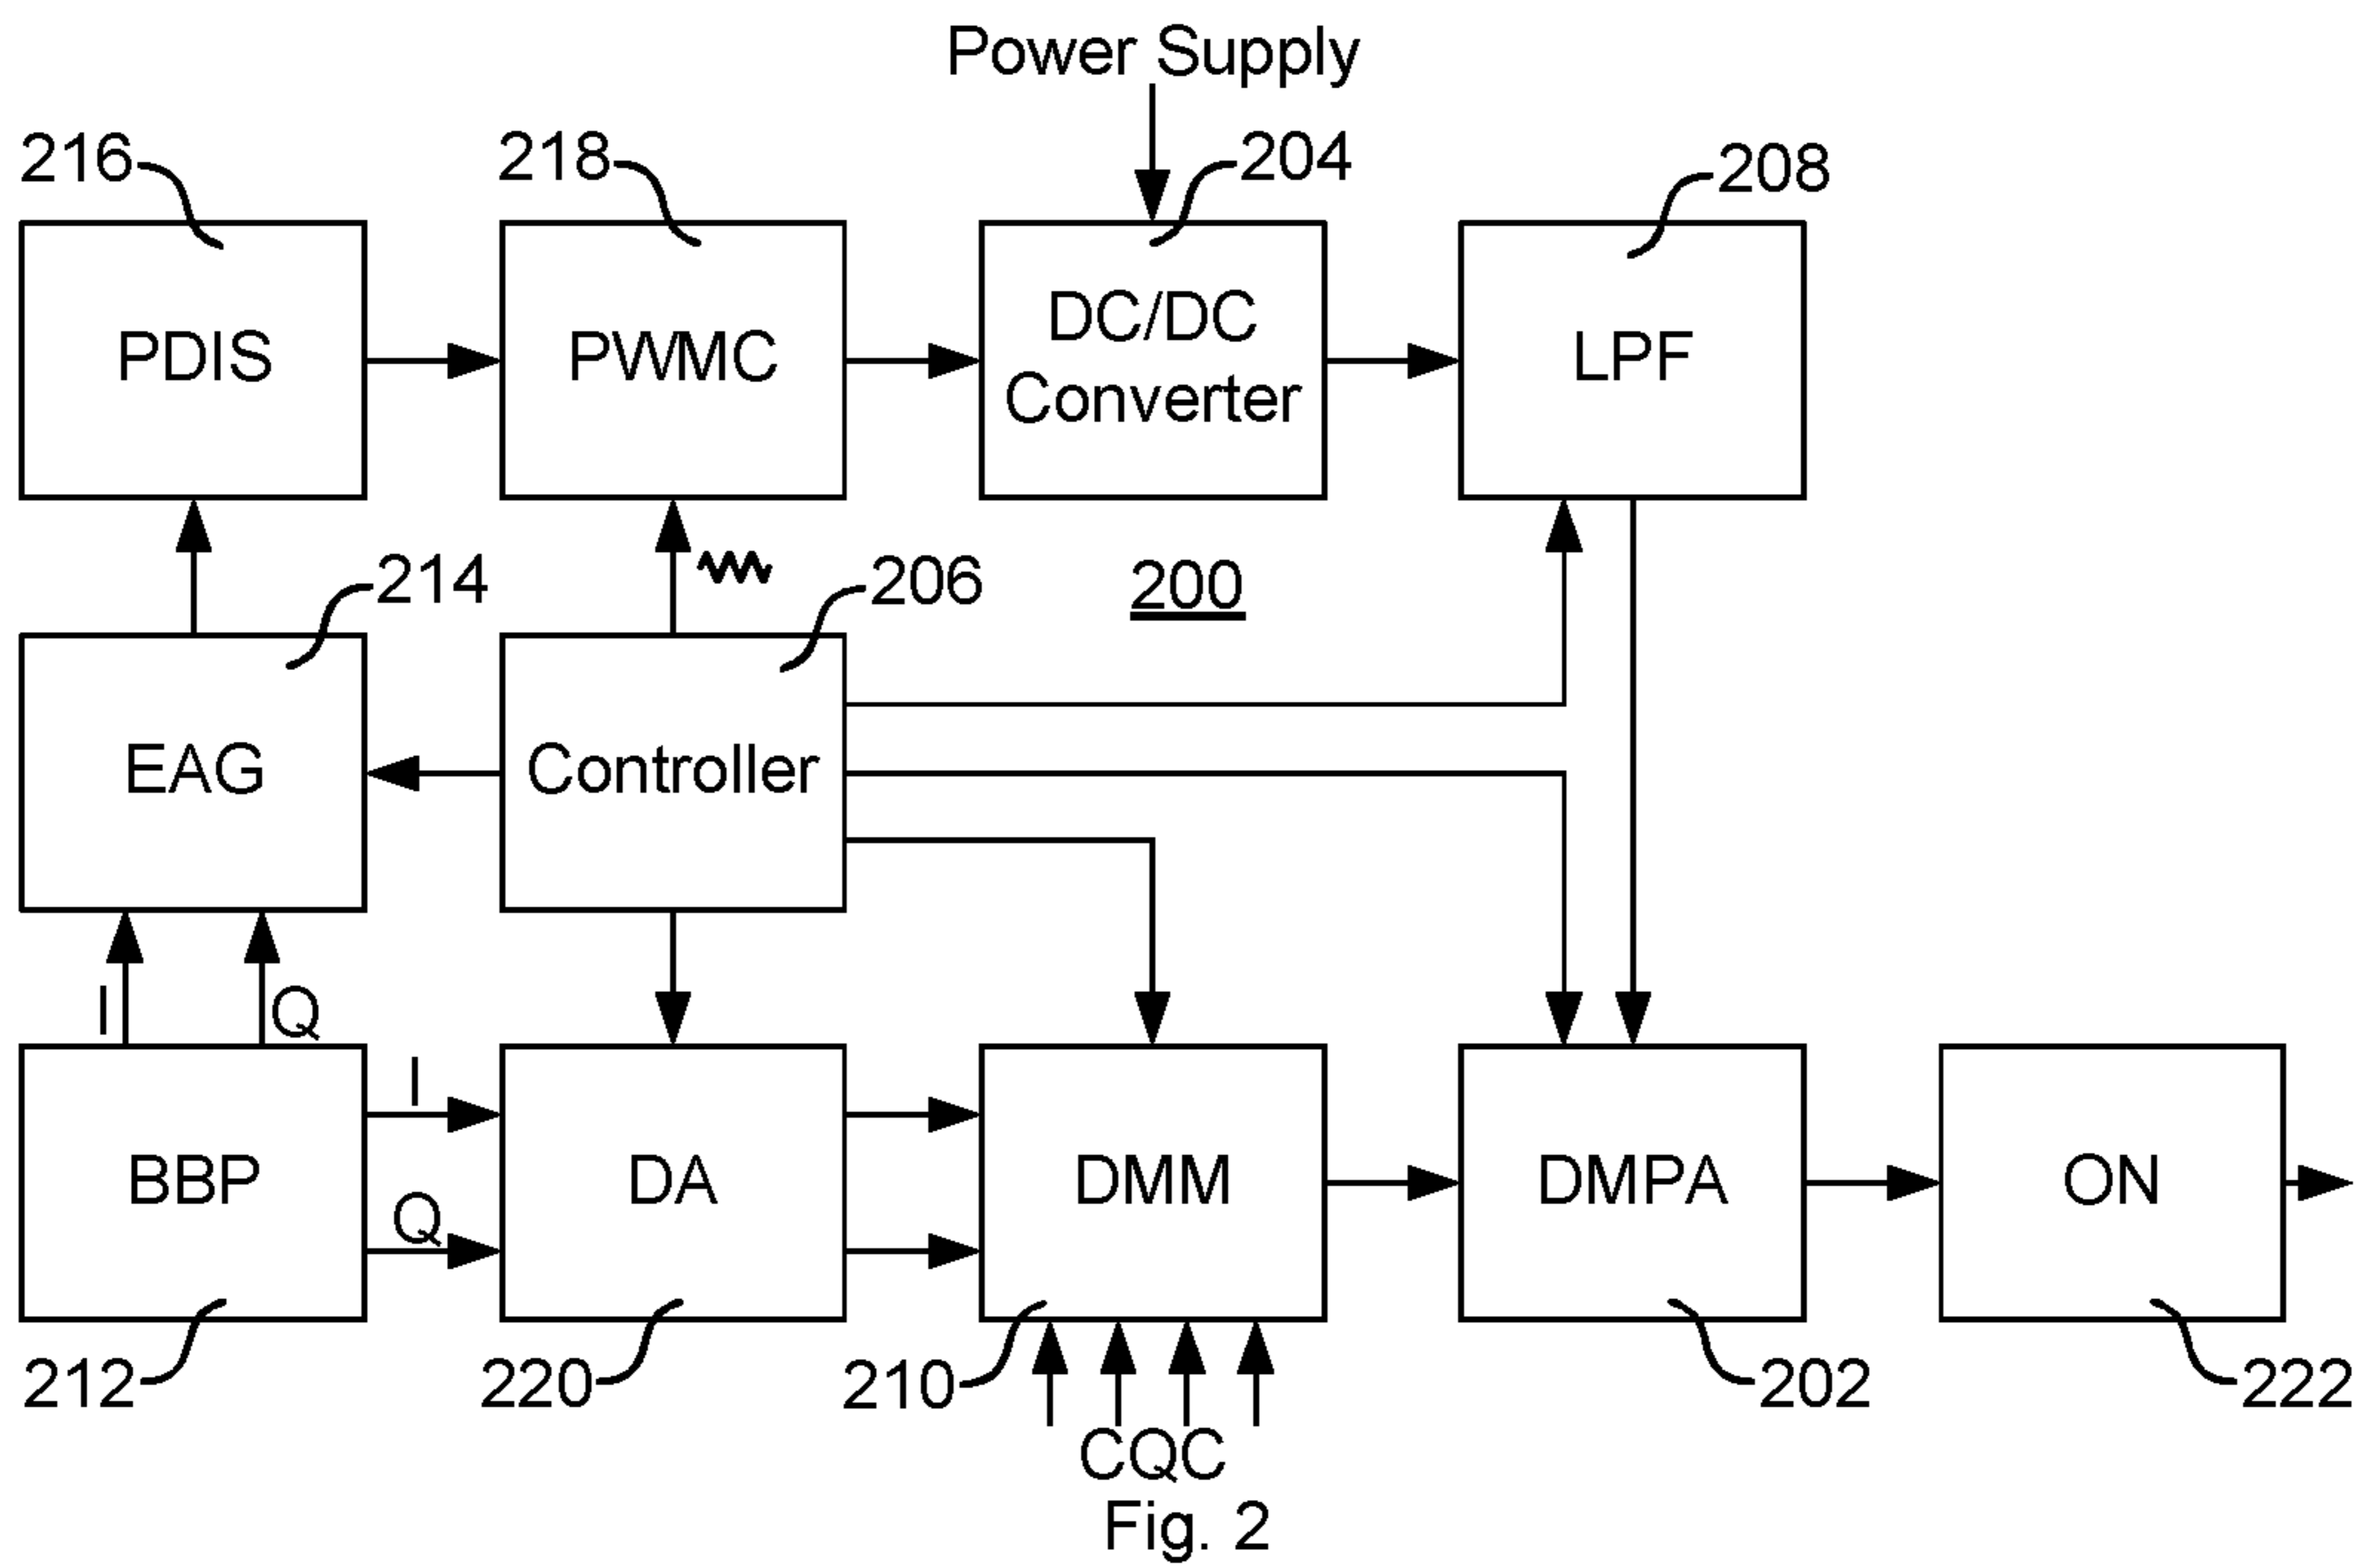 Power Supply
216
218
204
208
PDIS
PWMC
DC/DC
Converter
LPF
214
206
200
EAG
Controller
I
Q
I
Q
BBP
DA
DMM
DMPA
ON
212
220
210
202
222
CQC
Fig. 2